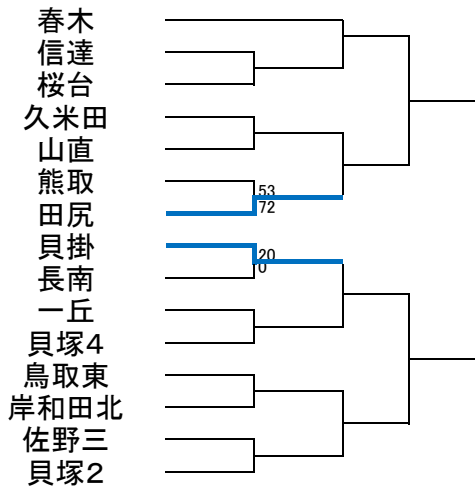 春木
信達
桜台
久米田
山直
熊取
53
田尻
72
貝掛
20
長南
0
一丘
貝塚4
鳥取東
岸和田北
佐野三
貝塚2